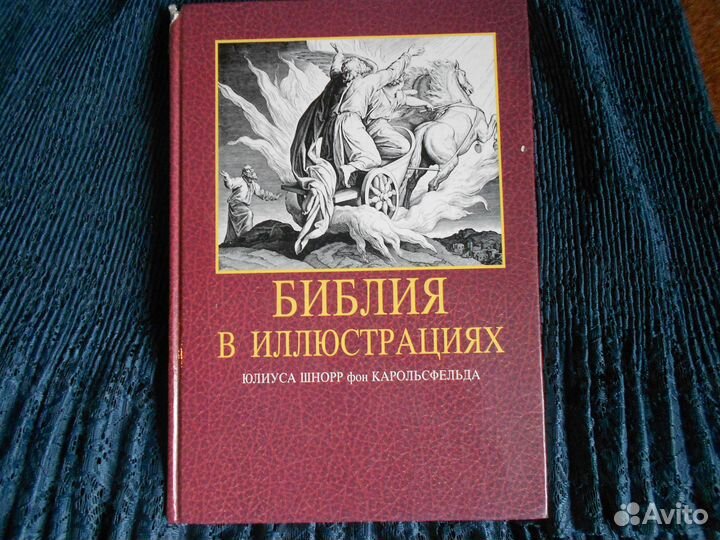 БИБЛИЯ
В ИЛЛЮСТРАЦИЯХ
ЮЛИУСА ШНОРР фон КАРОЛЬСФЕЛЬДА
Avito